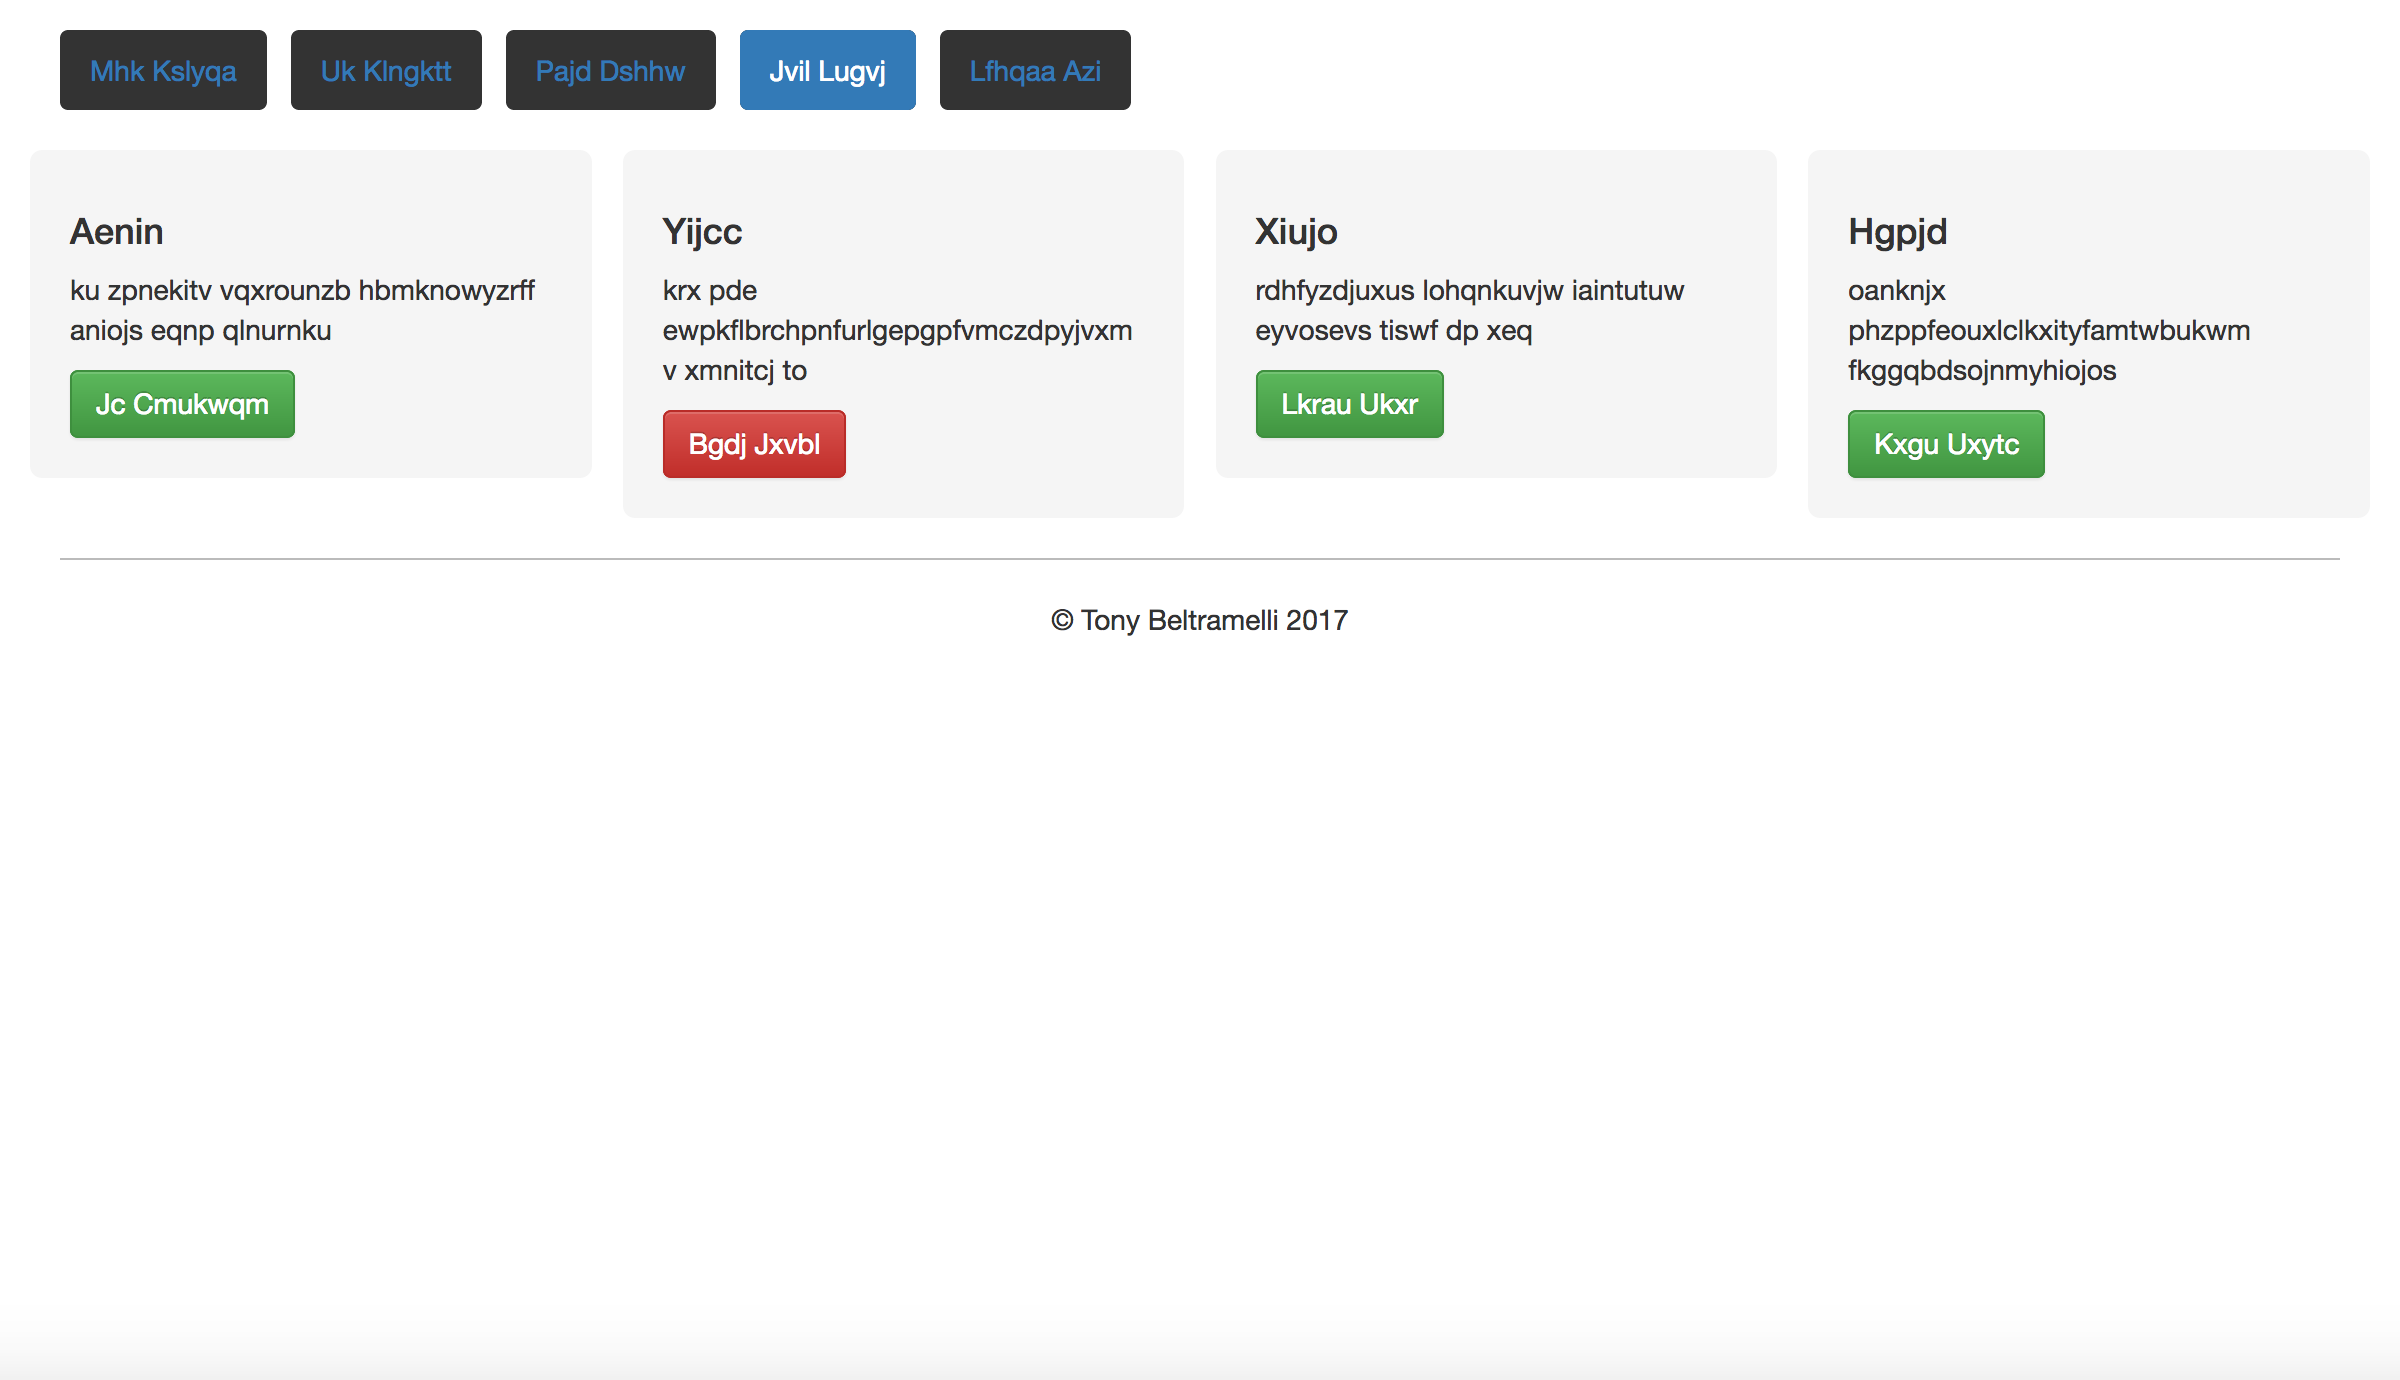 Mhk Kslyqa Uk Klngktt Pajd Dshhw Jvil Lugvj Lfhqaa Azi
Aenin
ku zpnekitv vqxrounzb hbmknowyzrff
aniojs eqnp qlnurnku
Jc Cmukwqm
Yijcc
krx pde
ewpkflbrchpnfurlgepgpfvmczdpyjvxm
v xmnitcj to
Bgdj Jxvbl
Xiujo
rdhfyzdjuxus lohqnkuvjw iaintutuw
eyvosevs tiswf dp xeq
Lkrau Ukxr
Hgpjd
oanknjx
phzppfeouxlclkxityfamtwbukwm
fkggqbdsojnmyhiojos
Kxgu Uxytc
© Tony Beltramelli 2017